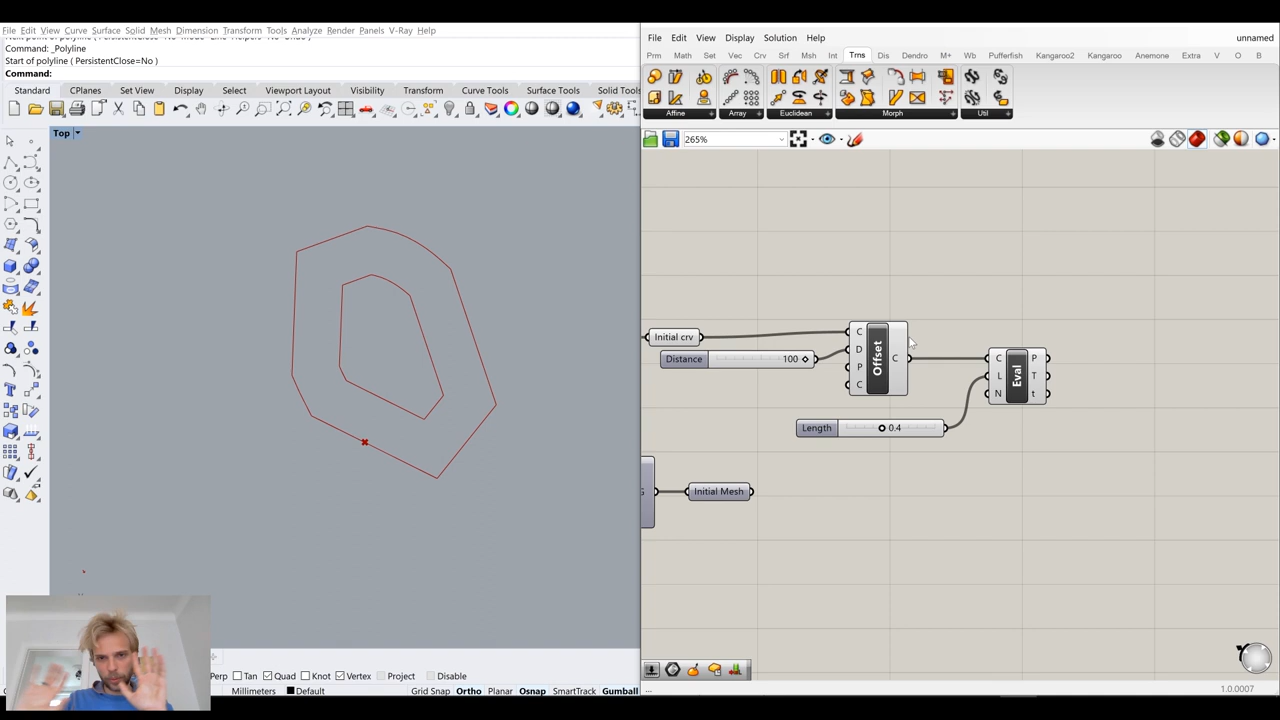 File Edit View Curve Surface Solid Mesh Dimension Transform Tools Analyze Render Panels V-Ray Help
Command: _Polyline
Start of polyline ( PersistentClose=No )
Command:
Standard CPlanes Set View Display Select Viewport Layout Visibility Transform Curve Tools Surface Tools Solid Tools
Top
Perp Tan Quad Knot Vertex Project Disable
Millimeters Default Grid Snap Ortho Planar Osnap SmartTrack Gumball
File Edit View Display Solution Help unnamed
Prm Math Set Vec Crv Srf Msh Int Trns Dis Dendro M+ Wb Pufferfish Kangaroo2 Kangaroo Anemone Extra V O B
Affine Array Euclidean Morph Util
265%
Initial crv
Distance 100
C D P C Offset C
C L N Eval P T t
Length 0.4
Initial Mesh
...
1.0.0007